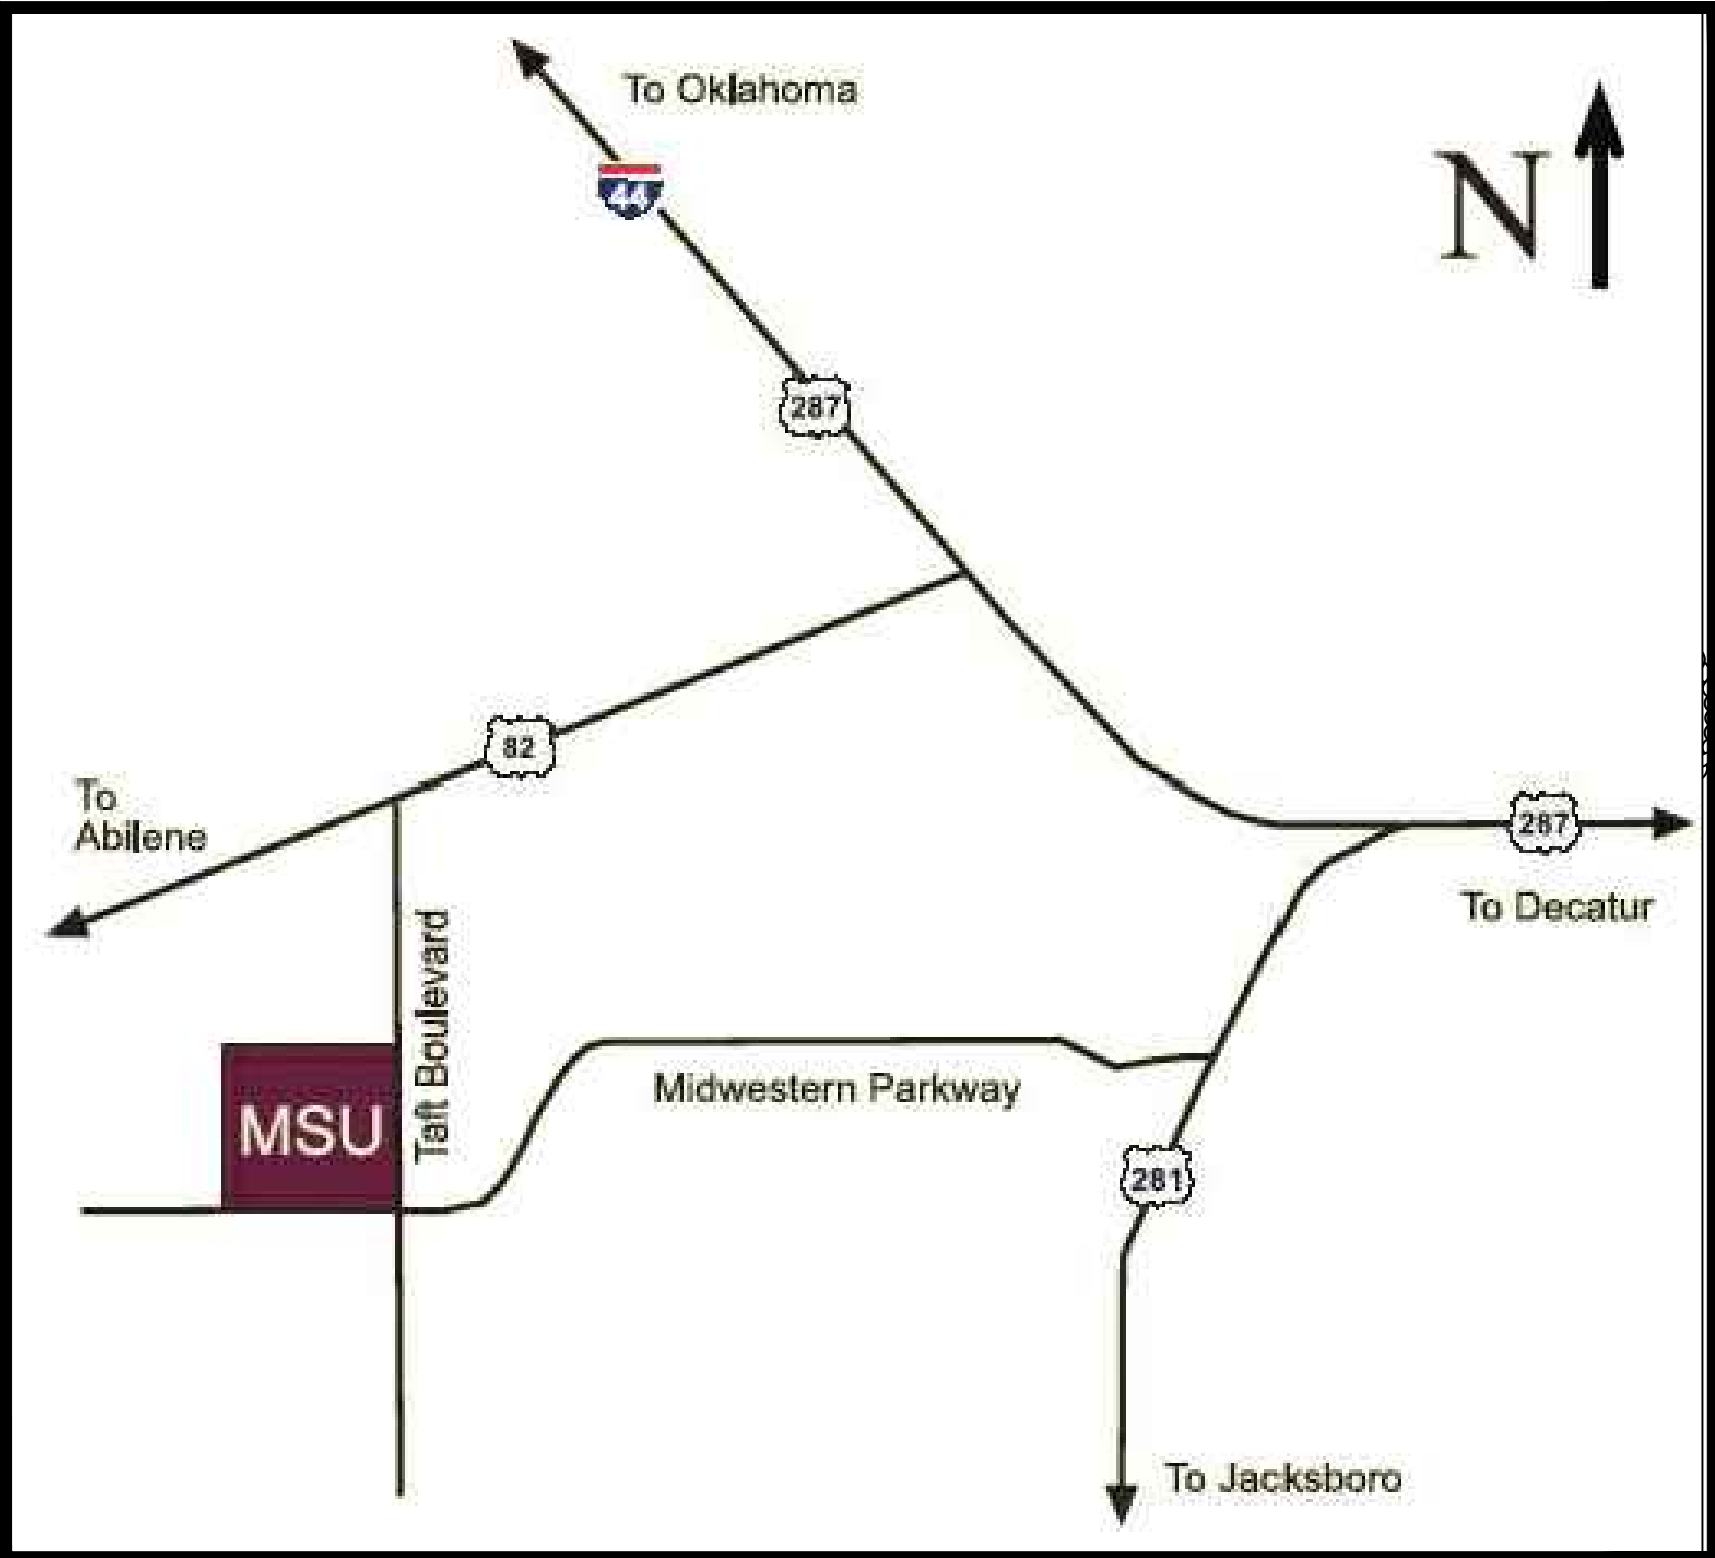 To Oklahoma
44
N
287
82
To
Abilene
287
To Decatur
Taft Boulevard
Midwestern Parkway
MSU
281
To Jacksboro